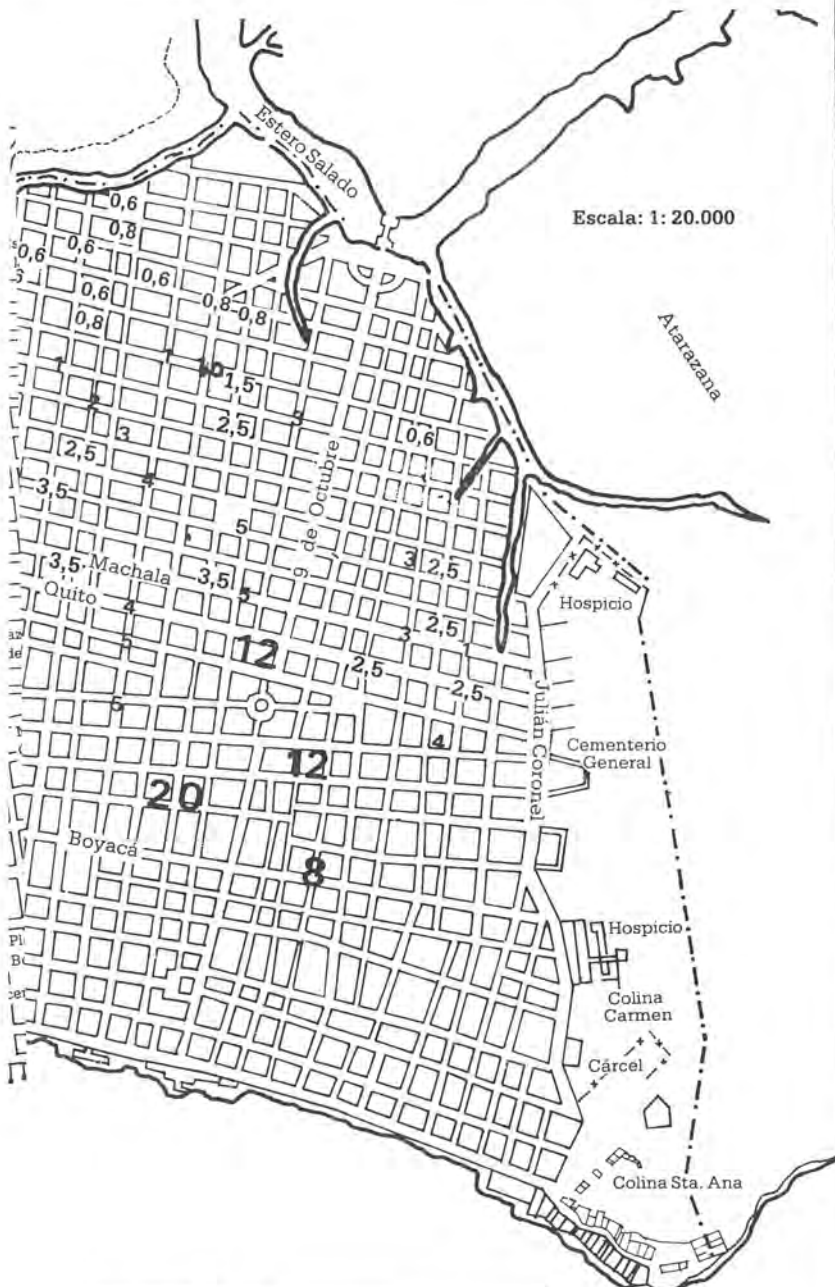 Estero Salado
Escala: 1: 20.000
Atarazana
0,6
0,8
0,6
0,6
0,6
0,6
0,8
0,8
0,8
1
1
1,5
2
3
3
2,5
2,5
0,6
4
3,5
5
9 de Octubre
3
2,5
3,5
Machala
3,5
Quito
4
5
Hospicio
2,5
3
12
2,5
2,5
5
Julián Coronel
4
Cementerio
General
12
20
Boyacá
8
Hospicio
Colina
Carmen
Cárcel
Colina Sta. Ana